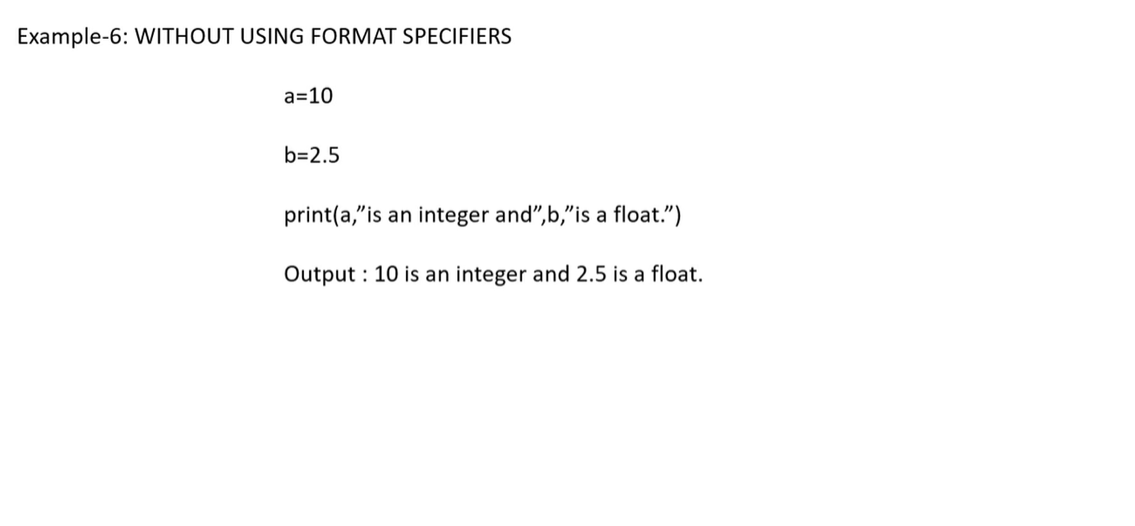 Example-6: WITHOUT USING FORMAT SPECIFIERS
a=10
b=2.5
print(a,”is an integer and”,b,”is a float.”)
Output : 10 is an integer and 2.5 is a float.